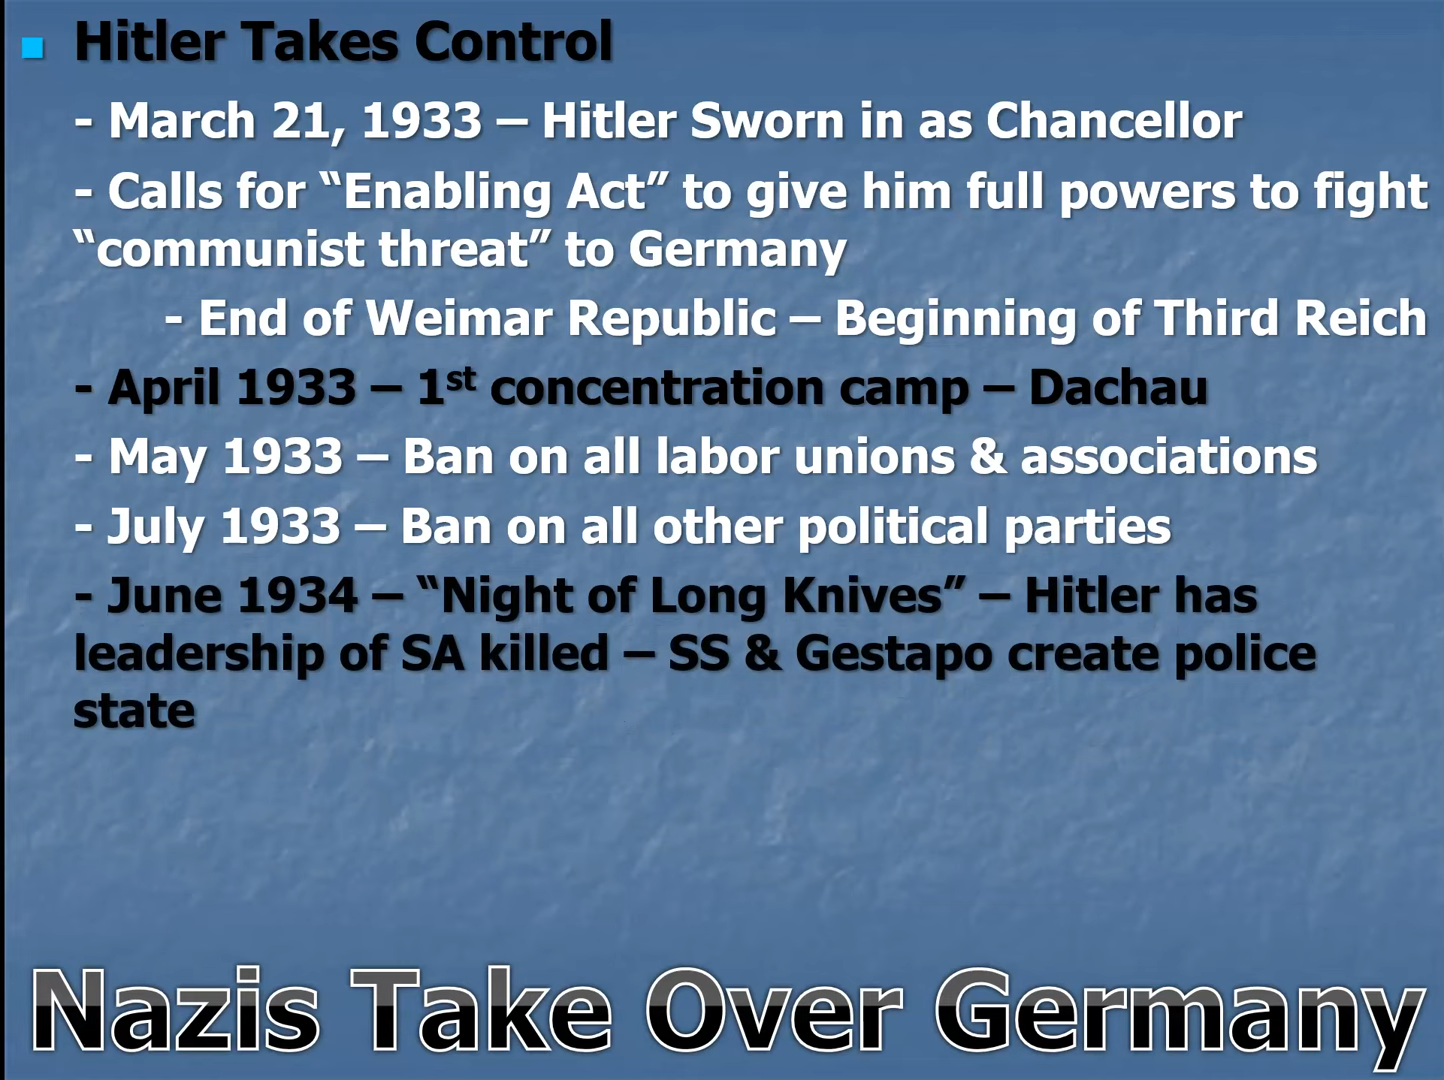 Hitler Takes Control
- March 21, 1933 – Hitler Sworn in as Chancellor
- Calls for “Enabling Act” to give him full powers to fight
“communist threat” to Germany
- End of Weimar Republic – Beginning of Third Reich
- April 1933 – 1st concentration camp – Dachau
- May 1933 – Ban on all labor unions & associations
- July 1933 – Ban on all other political parties
- June 1934 – “Night of Long Knives” – Hitler has
leadership of SA killed – SS & Gestapo create police
state
Nazis Take Over Germany